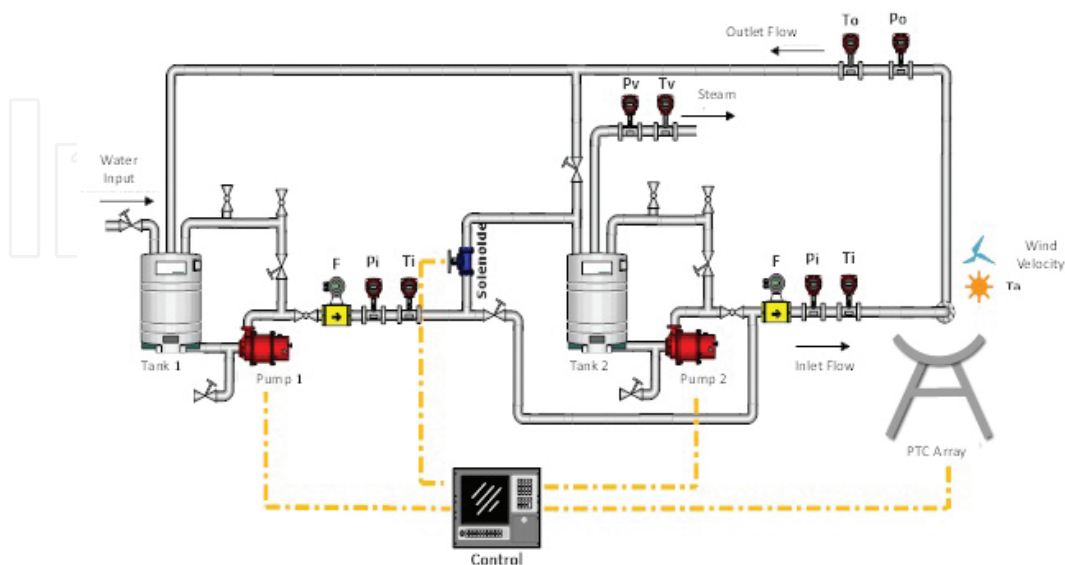 To Po
Outlet Flow
Pv Tv
Steam
Water
Input
Wind
Velocity
Ta
F Pi Ti
Solenoide
F Pi Ti
Tank 1
Pump 1
Tank 2
Pump 2
Inlet Flow
PTC Array
Control